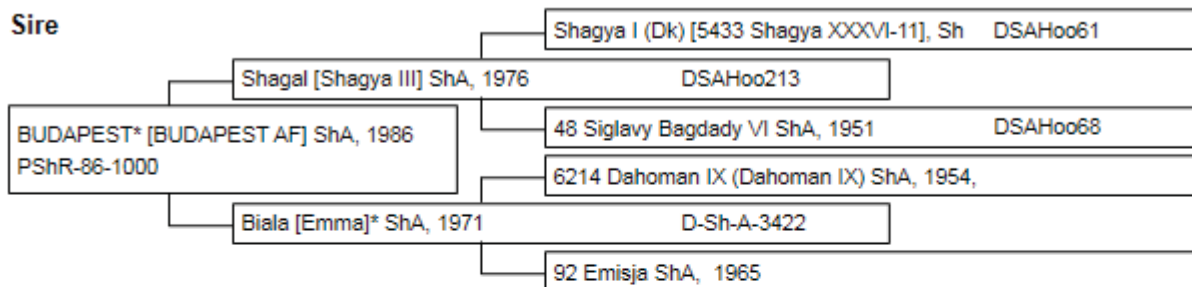 Sire
Shagya I (Dk) [5433 Shagya XXXVI-11], Sh DSAHoo61
Shagal [Shagya III] ShA, 1976 DSAHoo213
BUDAPEST* [BUDAPEST AF] ShA, 1986
PShR-86-1000
48 Siglavy Bagdady VI ShA, 1951 DSAHoo68
6214 Dahoman IX (Dahoman IX) ShA, 1954,
Biala [Emma]* ShA, 1971 D-Sh-A-3422
92 Emisja ShA, 1965